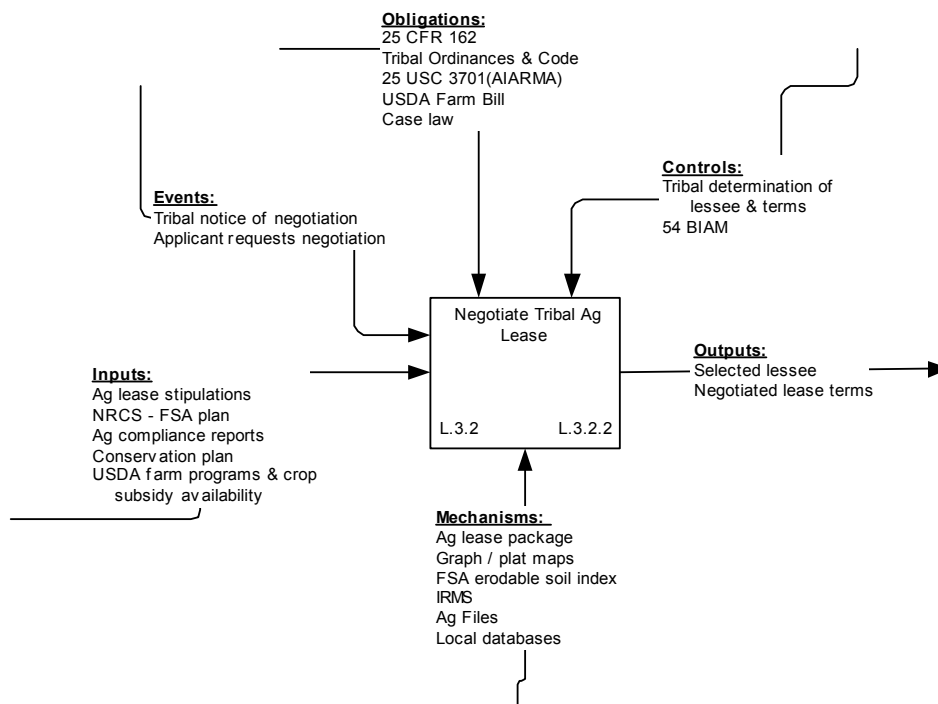 Obligations:
25 CFR 162
Tribal Ordinances & Code
25 USC 3701(AIARMA)
USDA Farm Bill
Case law
Controls:
Tribal determination of
lessee & terms
54 BIAM
Events:
Tribal notice of negotiation
Applicant requests negotiation
Negotiate Tribal Ag
Lease
L.3.2
L.3.2.2
Outputs:
Selected lessee
Negotiated lease terms
Inputs:
Ag lease stipulations
NRCS - FSA plan
Ag compliance reports
Conservation plan
USDA farm programs & crop
subsidy availability
Mechanisms:
Ag lease package
Graph / plat maps
FSA erodable soil index
IRMS
Ag Files
Local databases